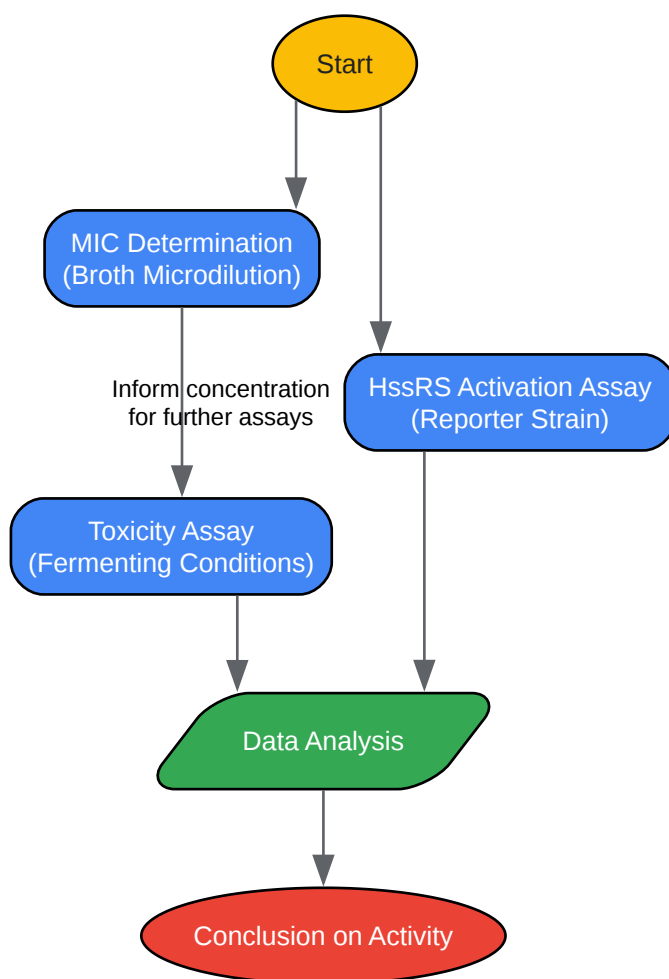 Start
MIC Determination
(Broth Microdilution)
Inform concentration
for further assays
HssRS Activation Assay
(Reporter Strain)
Toxicity Assay
(Fermenting Conditions)
Data Analysis
Conclusion on Activity